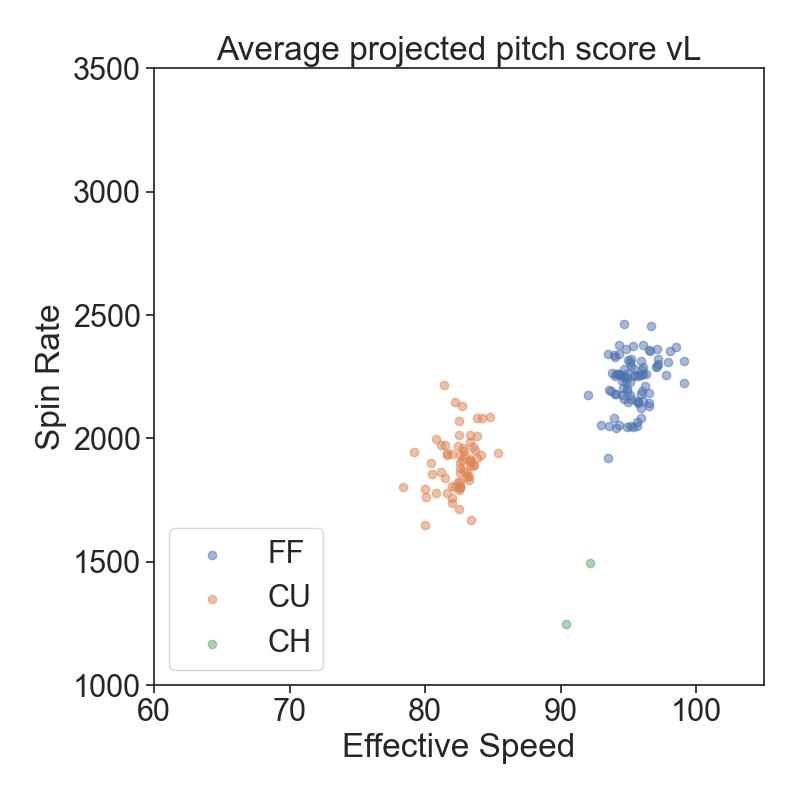 Average projected pitch score vL
3500
3000
2500
2000
1500
1000
Spin Rate
FF
CU
CH
60 70 80 90 100
Effective Speed